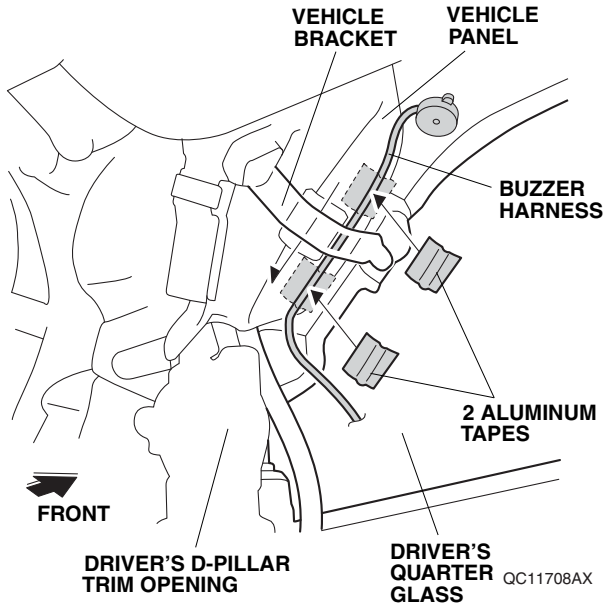 VEHICLE
BRACKET
VEHICLE
PANEL
BUZZER
HARNESS
2 ALUMINUM
TAPES
FRONT
DRIVER'S D-PILLAR
TRIM OPENING
DRIVER'S
QUARTER
GLASS
QC11708AX